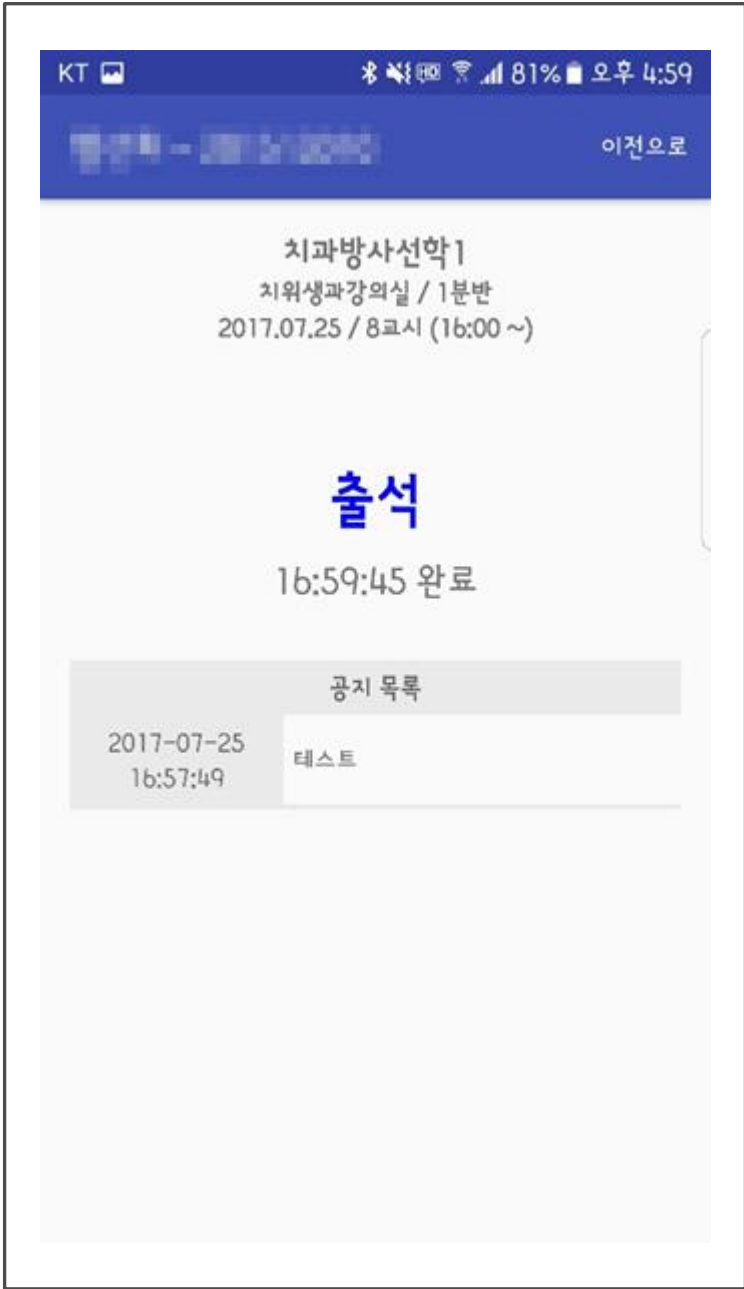 KT 81% 오후 4:59
이전으로
치과방사선학1
치위생과강의실 / 1분반
2017.07.25 / 8교시 (16:00 ~)
출석
16:59:45 완료
공지 목록
2017-07-25
16:57:49
테스트